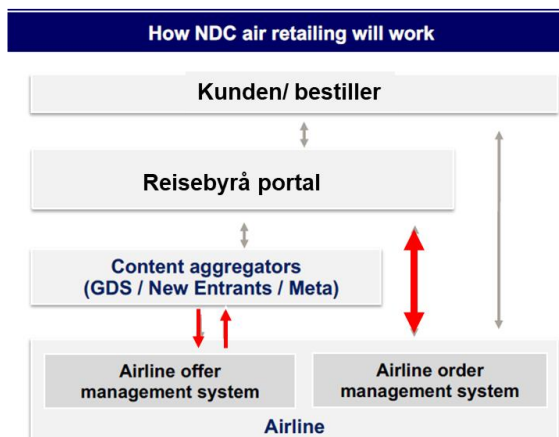 How NDC air retailing will work
Kunden/ bestiller
Reisebyrå portal
Content aggregators
(GDS / New Entrants / Meta)
Airline offer
management system
Airline order
management system
Airline